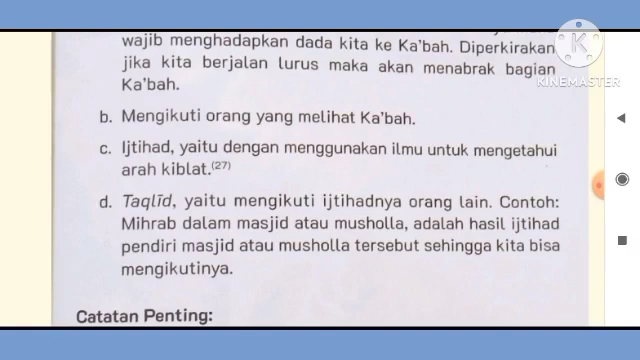 wajib menghadapkan dada kita ke Ka'bah. Diperkirakan
jika kita berjalan lurus maka akan menabrak bagian
Ka'bah.
b. Mengikuti orang yang melihat Ka'bah.
c. Ijtihad, yaitu dengan menggunakan ilmu untuk mengetahui
arah kiblat.(27)
d. Taqlīd, yaitu mengikuti ijtihadnya orang lain. Contoh:
Mihrab dalam masjid atau musholla, adalah hasil ijtihad
pendiri masjid atau musholla tersebut sehingga kita bisa
mengikutinya.
Catatan Penting:
K
KINEMASTER